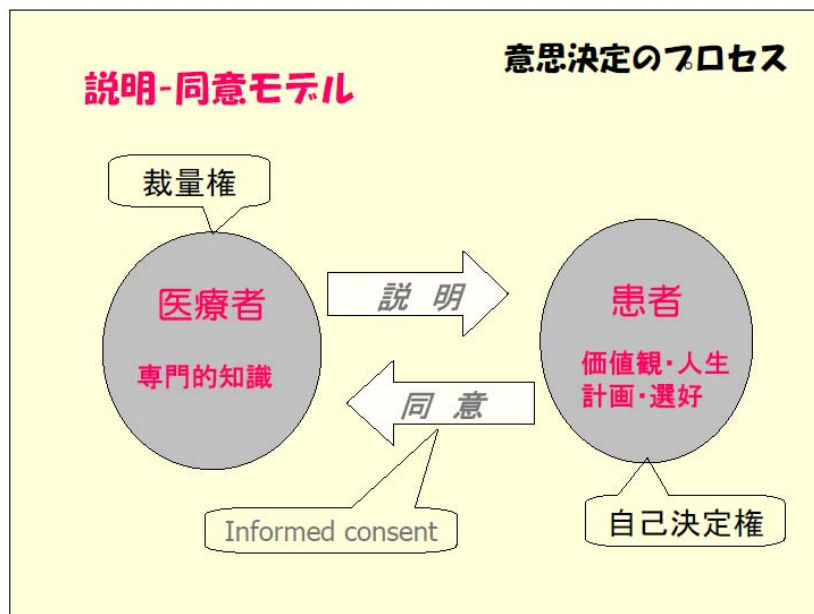 意思決定のプロセス
説明-同意モデル
裁量権
医療者
専門的知識
説 明
患者
価値観・人生
計画・選好
同 意
Informed consent
自己決定権